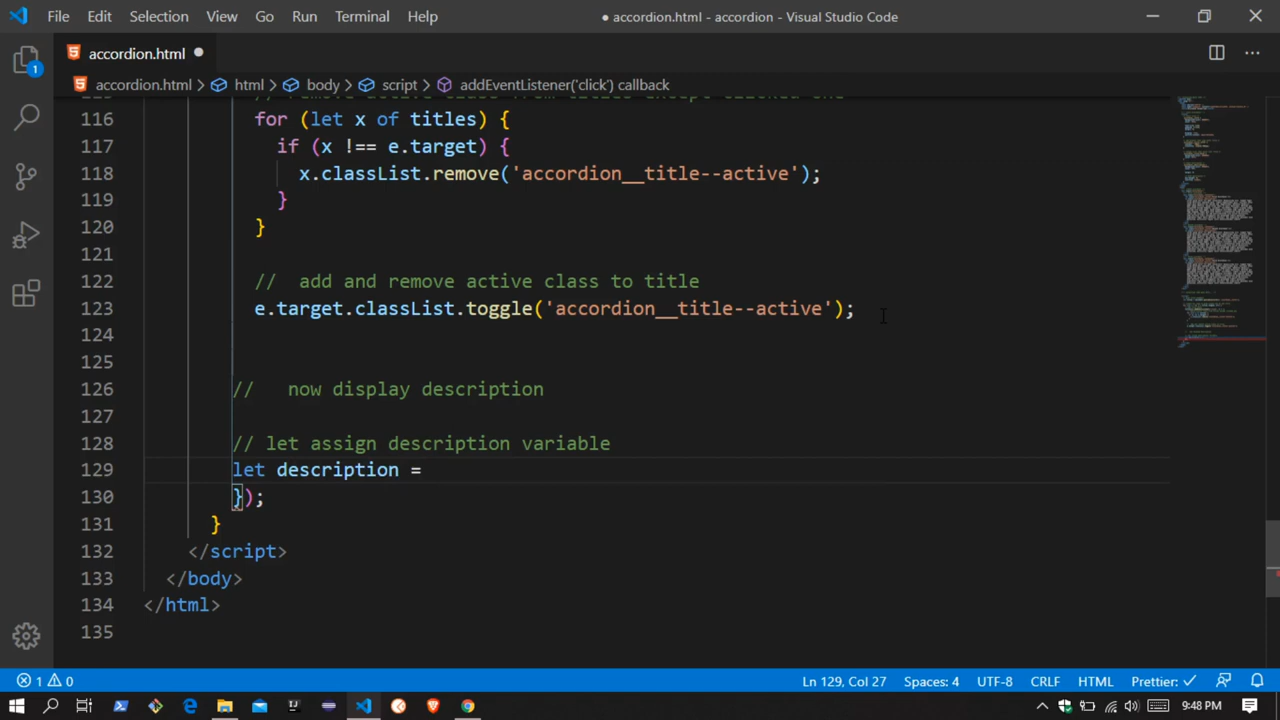 File Edit Selection View Go Run Terminal Help ● accordion.html - accordion - Visual Studio Code
accordion.html ●
accordion.html > html > body > script > addEventListener('click') callback
116 for (let x of titles) {
117 if (x !== e.target) {
118 x.classList.remove('accordion__title--active');
119 }
120 }
121
122 //  add and remove active class to title
123 e.target.classList.toggle('accordion__title--active');
124
125
126 //   now display description
127
128 // let assign description variable
129 let description =
130 });
131 }
132 </script>
133 </body>
134 </html>
135
1
1 0 Ln 129, Col 27 Spaces: 4 UTF-8 CRLF HTML Prettier: ✓
9:48 PM